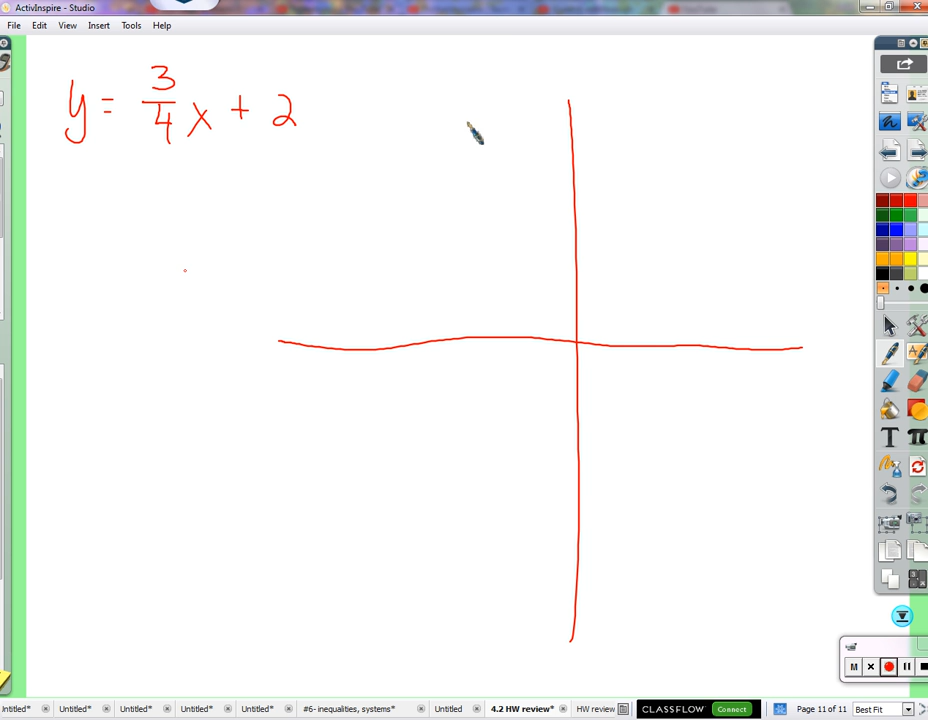 ActivInspire - Studio
File Edit View Insert Tools Help
y = 3/4 x + 2
Untitled* Untitled* Untitled* Untitled* #6- inequalities, systems* Untitled 4.2 HW review* HW review
CLASSFLOW Connect
Page 11 of 11 Best Fit
M